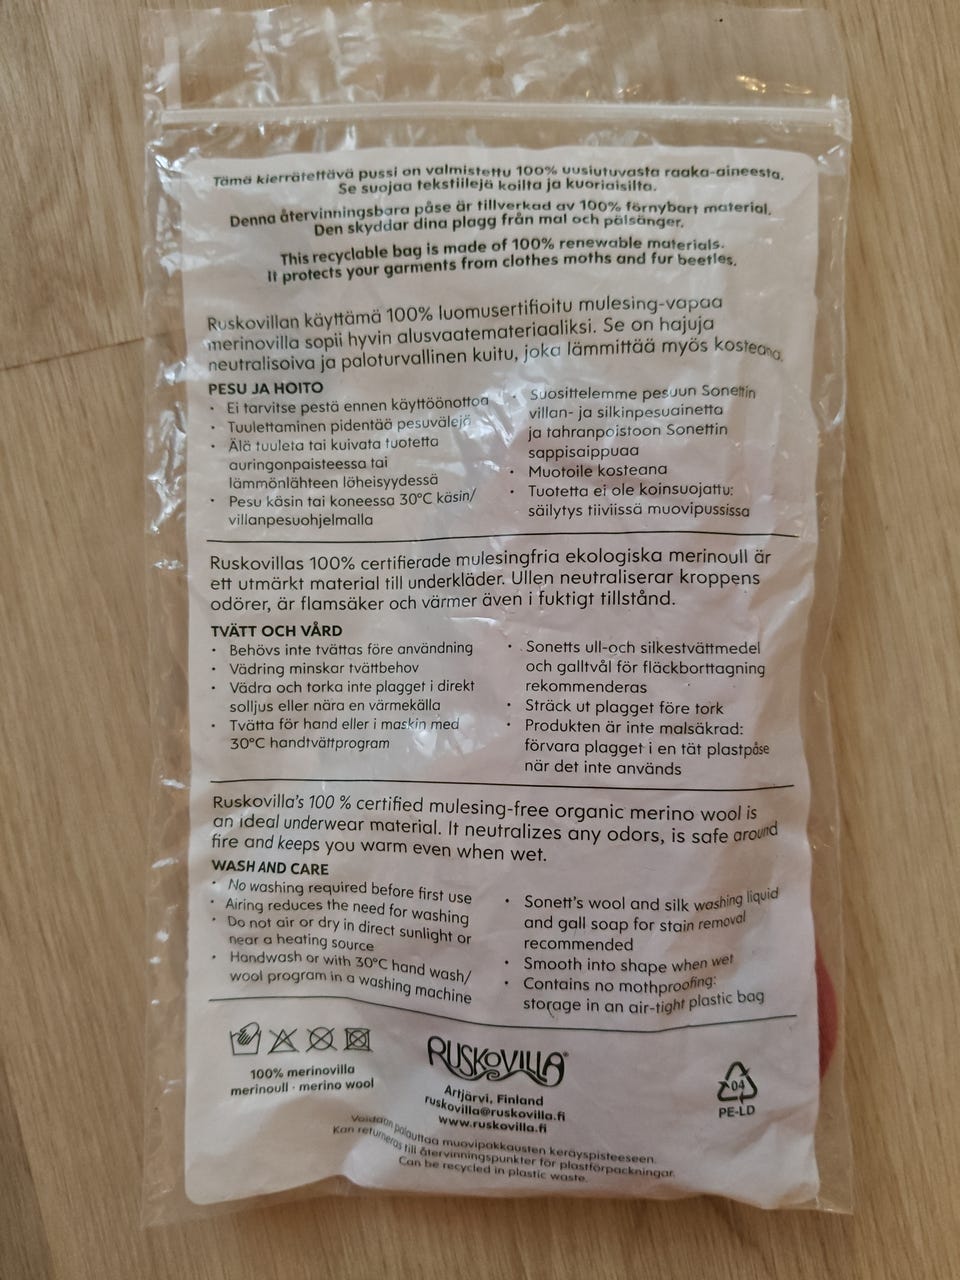 Tämä kierrätettävä pussi on valmistettu 100% uusiutuvasta raaka-aineesta.
Se suojaa tekstiilejä koilta ja kuoriaisilta.
Denna återvinningsbara påse är tillverkad av 100% förnybart material.
Den skyddar dina plagg från mal och pälsänger.
This recyclable bag is made of 100% renewable materials.
It protects your garments from clothes moths and fur beetles.
Ruskovillan käyttämä 100% luomusertifioitu mulesing-vapaa
merinovilla sopii hyvin alusvaatemateriaaliksi. Se on hajuja
neutralisoiva ja paloturvallinen kuitu, joka lämmittää myös kosteana.
PESU JA HOITO
• Ei tarvitse pestä ennen käyttöönottoa
• Tuulettaminen pidentää pesuvälejä
• Älä tuuleta tai kuivata tuotetta
auringonpaisteessa tai
lämmönlähteen läheisyydessä
• Pesu käsin tai koneessa 30°C käsin/
villanpesuohjelmalla
• Suosittelemme pesuun Sonettin
villan- ja silkinpesuainetta
ja tahranpoistoon Sonettin
sappisaippuaa
• Muotoile kosteana
• Tuotetta ei ole koinsuojattu:
säilytys tiiviissä muovipussissa
Ruskovillas 100% certifierade mulesingfria ekologiska merinoull är
ett utmärkt material till underkläder. Ullen neutraliserar kroppens
odörer, är flamsäker och värmer även i fuktigt tillstånd.
TVÄTT OCH VÅRD
• Behövs inte tvättas före användning
• Vädring minskar tvättbehov
• Vädra och torka inte plagget i direkt
solljus eller nära en värmekälla
• Tvätta för hand eller i maskin med
30°C handtvättprogram
• Sonetts ull-och silkestvättmedel
och galltvål för fläckborttagning
rekommenderas
• Sträck ut plagget före tork
• Produkten är inte malsäkrad:
förvara plagget i en tät plastpåse
när det inte används
Ruskovilla's 100 % certified mulesing-free organic merino wool is
an ideal underwear material. It neutralizes any odors, is safe around
fire and keeps you warm even when wet.
WASH AND CARE
• No washing required before first use
• Airing reduces the need for washing
• Do not air or dry in direct sunlight or
near a heating source
• Handwash or with 30°C hand wash/
wool program in a washing machine
• Sonett's wool and silk washing liquid
and gall soap for stain removal
recommended
• Smooth into shape when wet
• Contains no mothproofing:
storage in an air-tight plastic bag
100% merinovilla
merinoull · merino wool
RUSKOVILLA®
Artjärvi, Finland
ruskovilla@ruskovilla.fi
www.ruskovilla.fi
04
PE-LD
Voidaan palauttaa muovipakkausten keräyspisteeseen.
Kan returneras till återvinningspunkter för plastförpackningar.
Can be recycled in plastic waste.